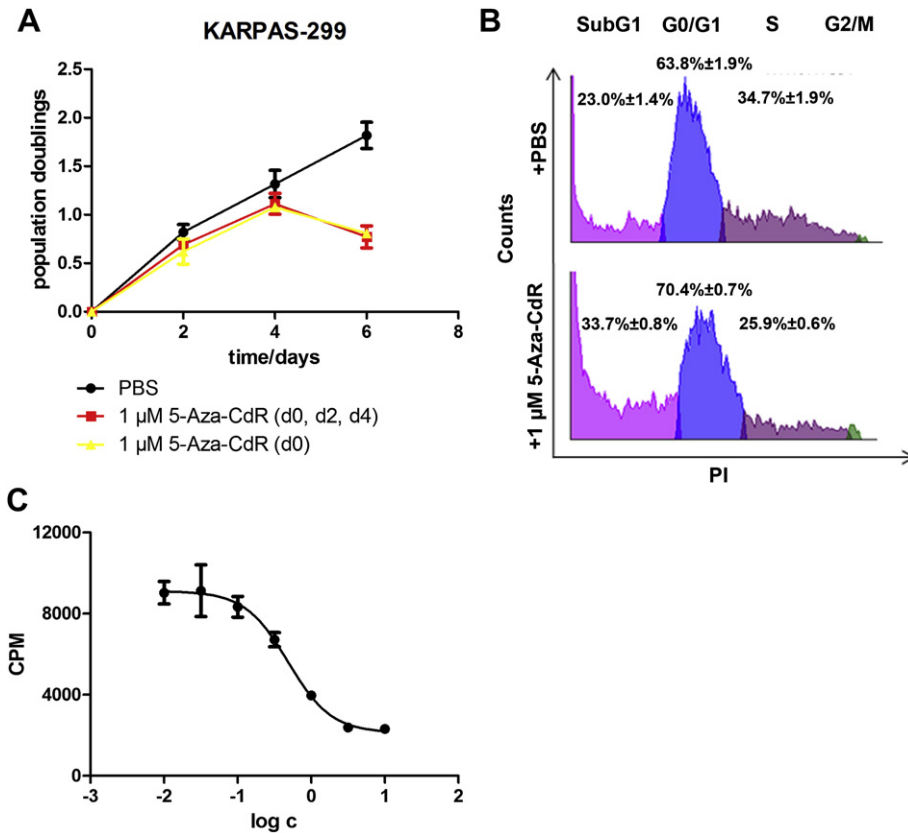 A
KARPAS-299
2.5
2.0
1.5
1.0
0.5
0.0
population doublings
0 2 4 6 8
time/days
PBS
1 µM 5-Aza-CdR (d0, d2, d4)
1 µM 5-Aza-CdR (d0)
B
SubG1 G0/G1 S G2/M
63.8%±1.9%
23.0%±1.4% 34.7%±1.9%
+PBS
Counts
70.4%±0.7%
33.7%±0.8% 25.9%±0.6%
+1 µM 5-Aza-CdR
PI
C
12000
8000
4000
0
CPM
-3 -2 -1 0 1 2
log c